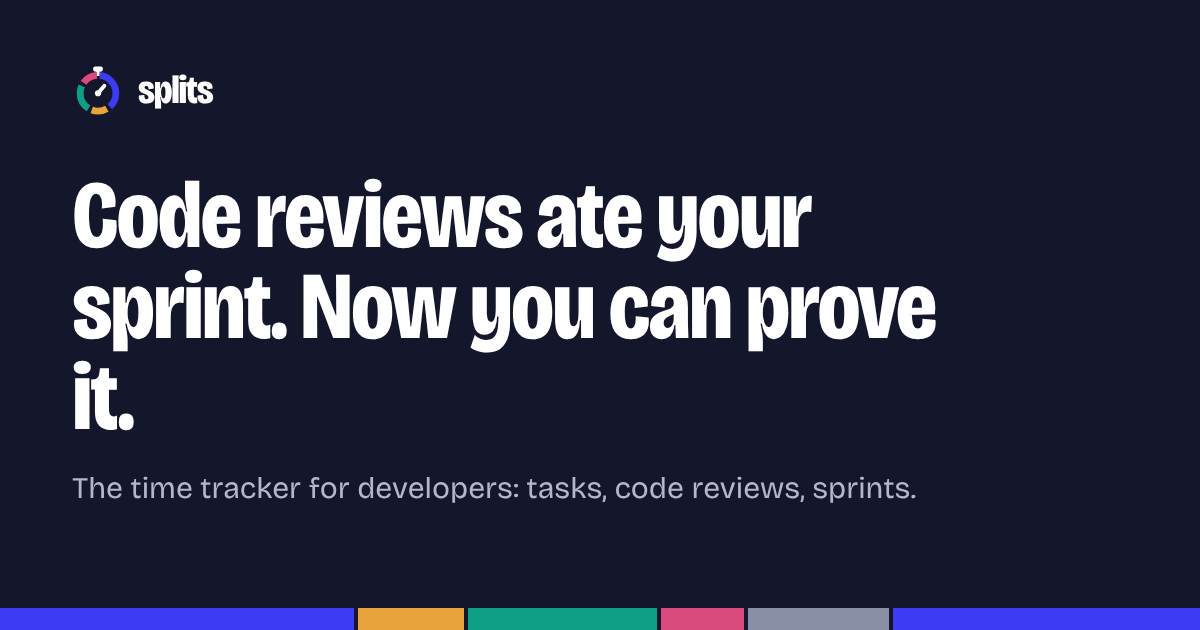 splits
Code reviews ate your
sprint. Now you can prove
it.
The time tracker for developers: tasks, code reviews, sprints.